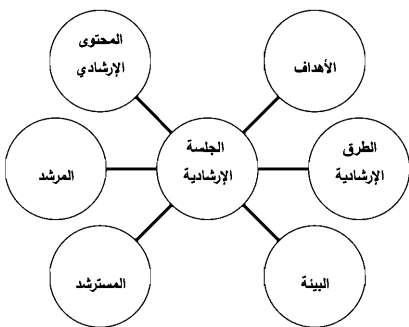 الأهداف
المحتوى
الإرشادي
الطرق
الإرشادية
الجلسة
الإرشادية
المرشد
البيئة
المسترشد